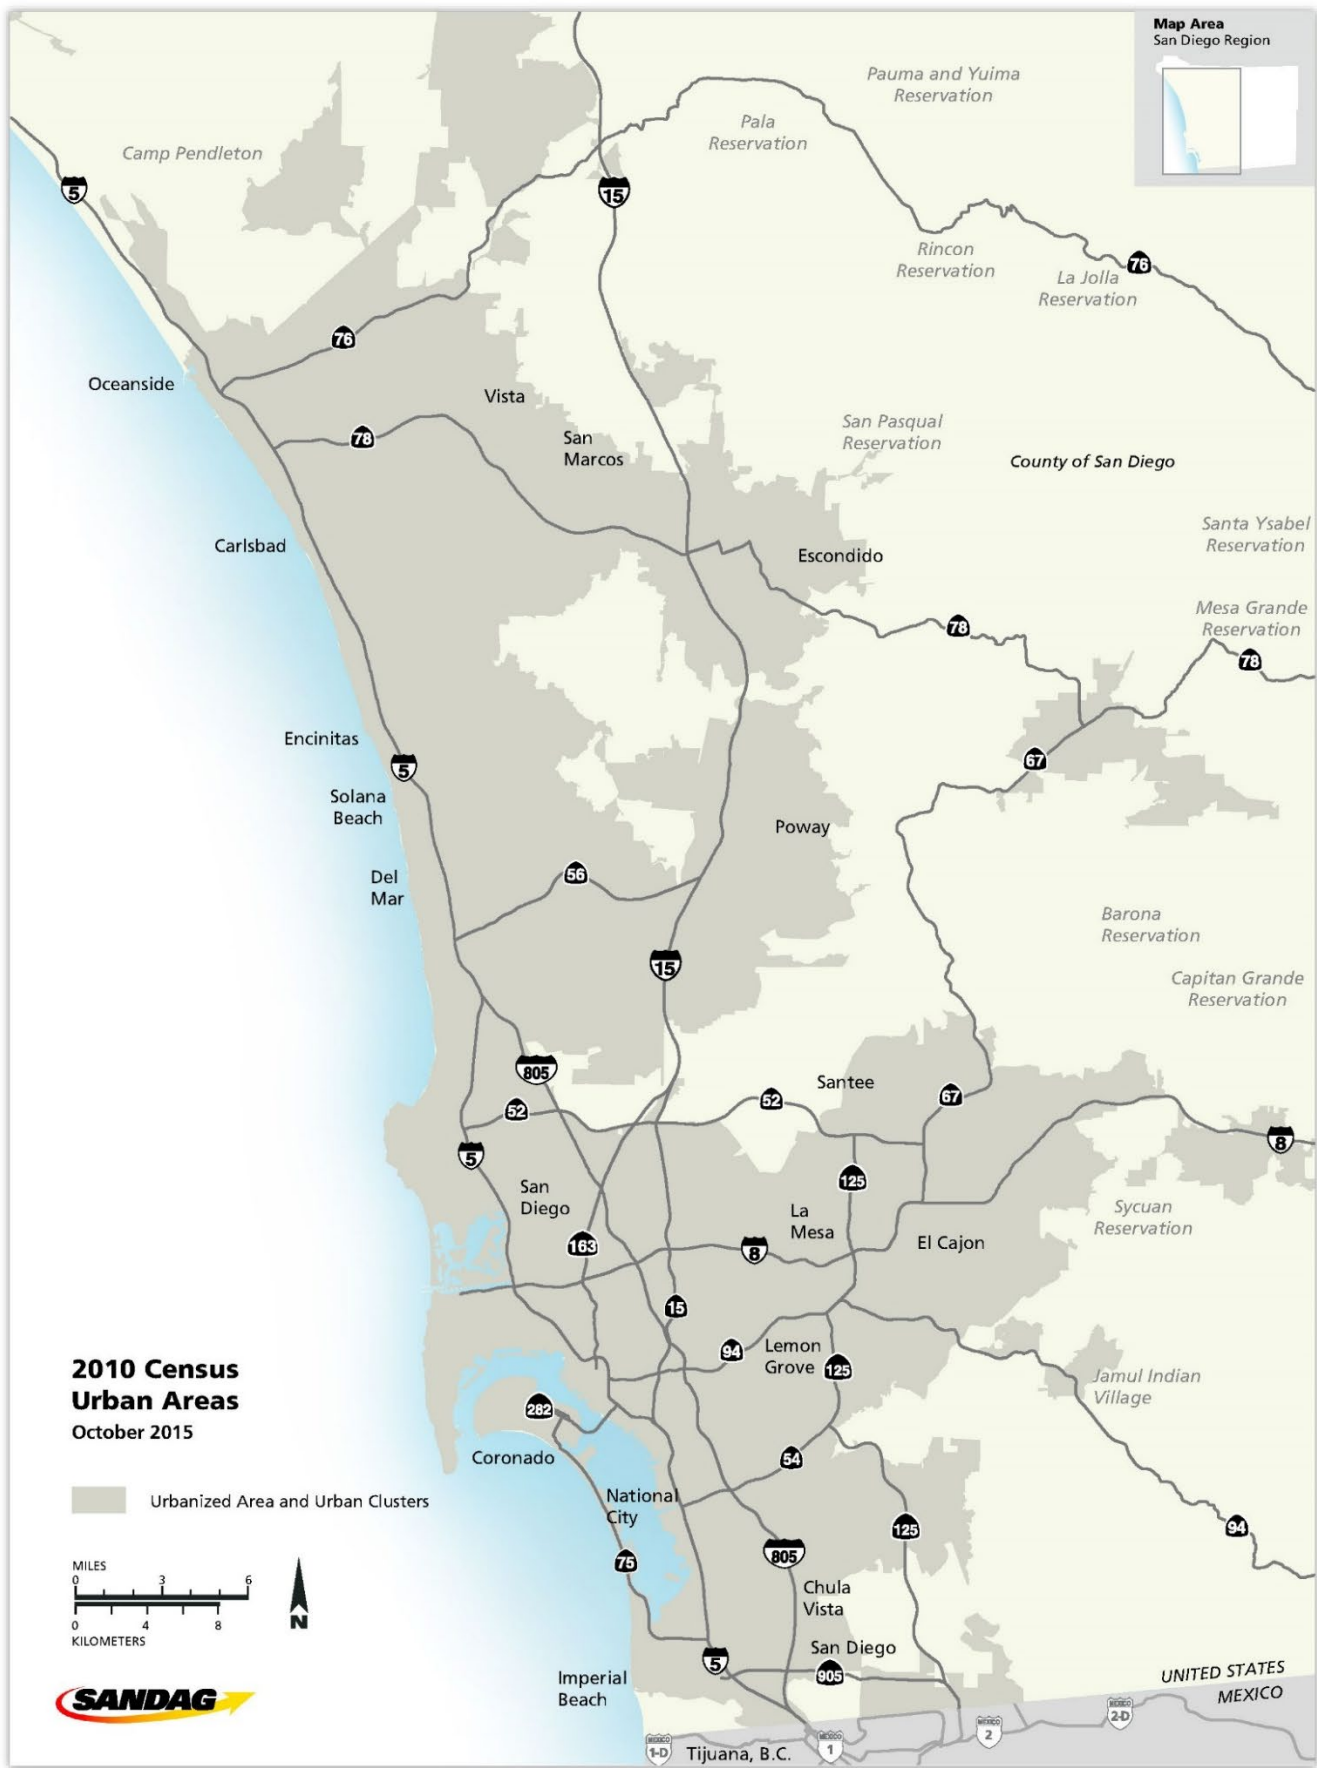 Map Area
San Diego Region
Pauma and Yuima
Reservation
Pala
Reservation
Camp Pendleton
5
15
Rincon
Reservation
La Jolla
Reservation
76
76
Oceanside
Vista
San Pasqual
Reservation
78
San
Marcos
County of San Diego
Santa Ysabel
Reservation
Carlsbad
Escondido
Mesa Grande
Reservation
78
78
Encinitas
5
67
Solana
Beach
Poway
Del
Mar
56
Barona
Reservation
15
Capitan Grande
Reservation
805
Santee
52
52
67
5
8
125
San
Diego
La
Mesa
Sycuan
Reservation
163
8
El Cajon
15
94
Lemon
Grove
125
Jamul Indian
Village
2010 Census
Urban Areas
October 2015
282
Coronado
54
Urbanized Area and Urban Clusters
National
City
125
94
75
805
MILES
0 3 6
0 4 8
KILOMETERS
N
Chula
Vista
San Diego
5
905
Imperial
Beach
UNITED STATES
MEXICO
SANDAG
MEXICO
1-D
Tijuana, B.C.
MEXICO
1
MEXICO
2
MEXICO
2-D